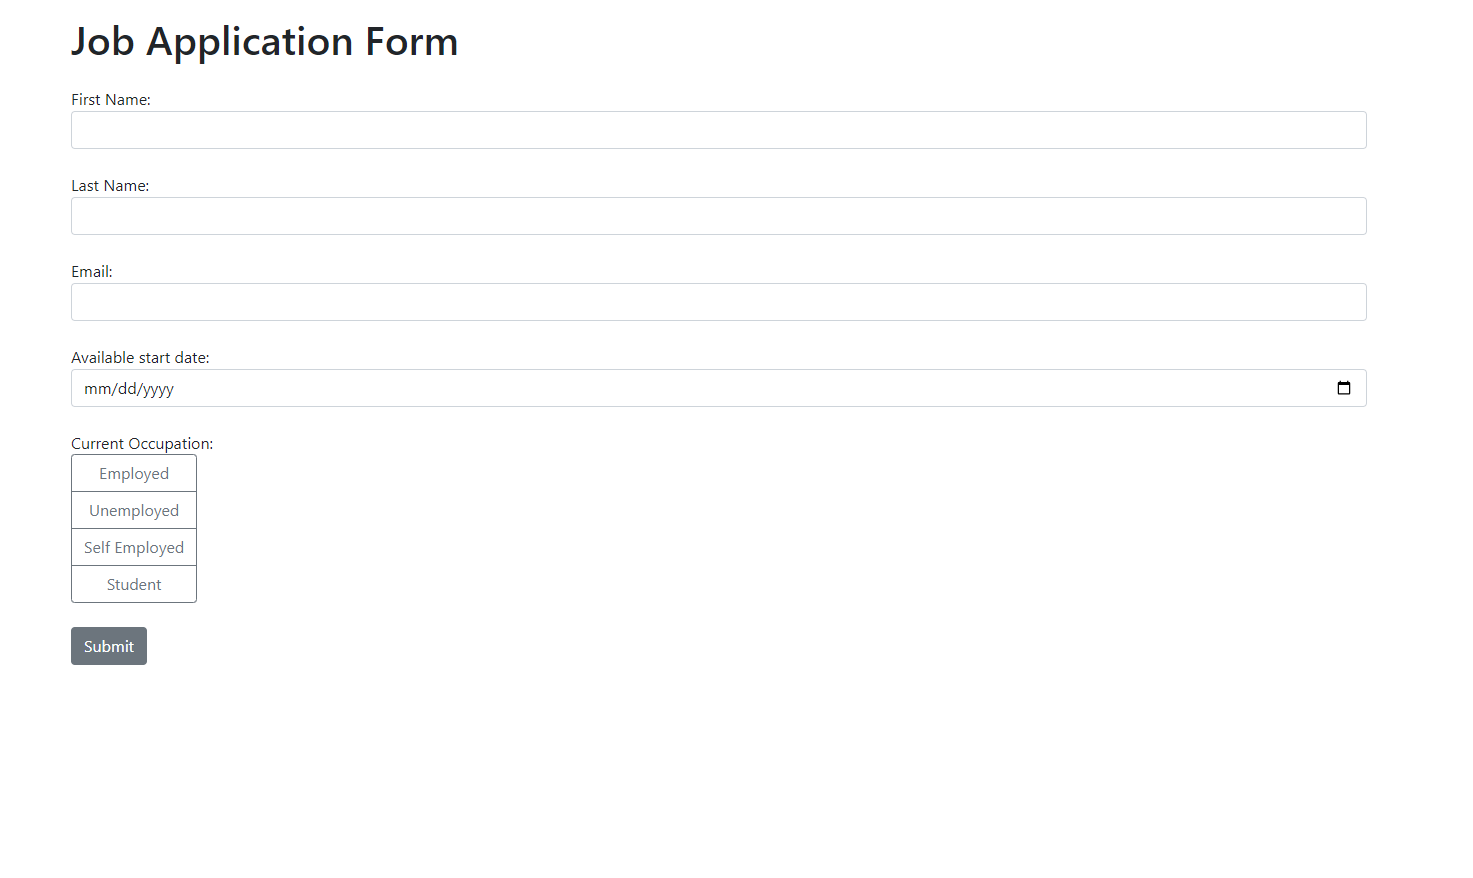 Job Application Form
First Name:
Last Name:
Email:
Available start date:
mm/dd/yyyy
Current Occupation:
Employed
Unemployed
Self Employed
Student
Submit